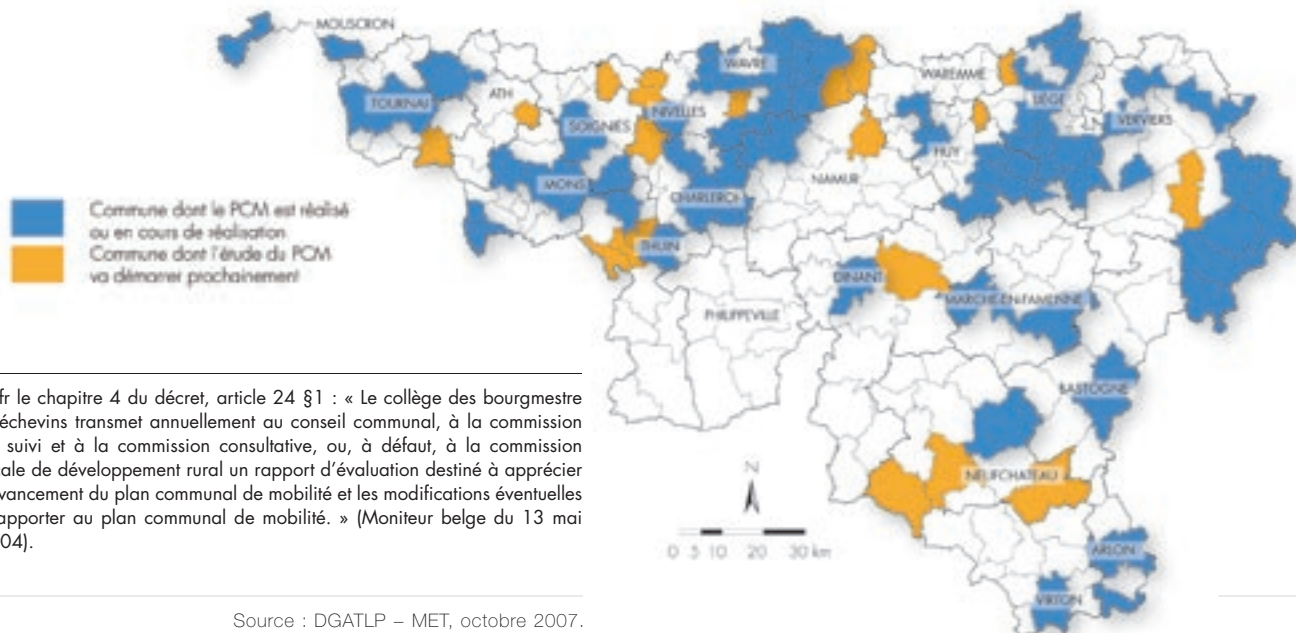 MOUSCRON
WAVRE
WAREMME
TOURNAI
ATH
LIEGE
SOIGNIES
NIVELLES
VERVIERS
HUY
MONS
NAMUR
CHARLEROI
Commune dont le PCM est réalisé
ou en cours de réalisation
Commune dont l'étude du PCM
va démarrer prochainement
THUIN
DINANT
MARCHE-EN-FAMENNE
PHILIPPEVILLE
BASTOGNE
fr le chapitre 4 du décret, article 24 §1 : « Le collège des bourgmestre
échevins transmet annuellement au conseil communal, à la commission
suivi et à la commission consultative, ou, à défaut, à la commission
ale de développement rural un rapport d'évaluation destiné à apprécier
vancement du plan communal de mobilité et les modifications éventuelles
apporter au plan communal de mobilité. » (Moniteur belge du 13 mai
04).
NEUFCHATEAU
N
0 5 10 20 30 km
ARLON
VIRTON
Source : DGATLP – MET, octobre 2007.